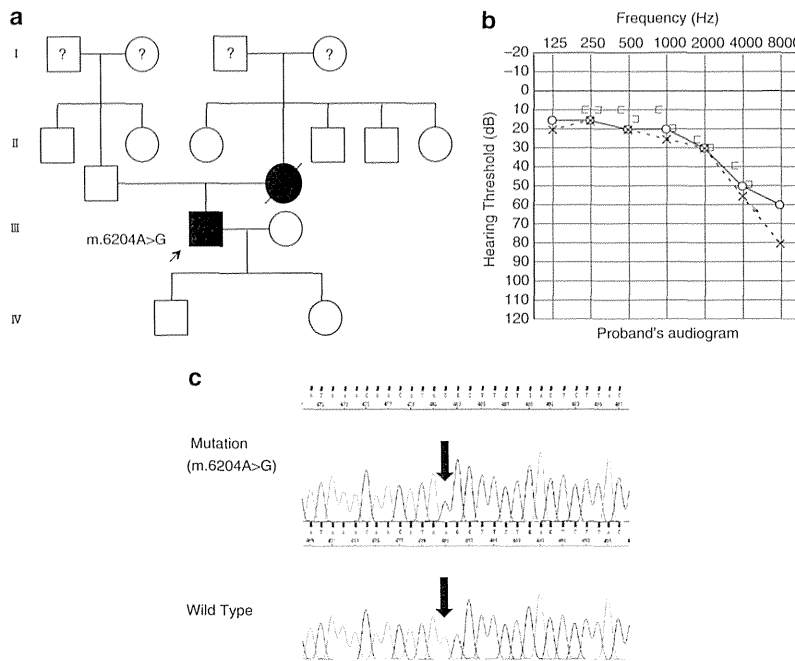 a
I
? ? ? ?
II
III
m.6204A>G
IV
b
Frequency (Hz)
125 250 500 1000 2000 4000 8000
-20
-10
0
10
20
30
40
50
60
70
80
90
100
110
120
Hearing Threshold (dB)
Proband's audiogram
c
Mutation
(m.6204A>G)
Wild Type